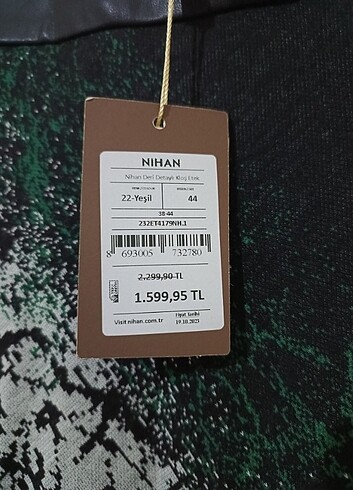 NIHAN
Nihan Deri Detaylı Kloş Etek
22-Yeşil 44
38-44
232ET4179NH.1
8 693005 732780
2.299,90 TL
1.599,95 TL
Visit nihan.com.tr
Fiyat Tarihi
19.10.2023